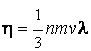 η = 1/3 nmvλ